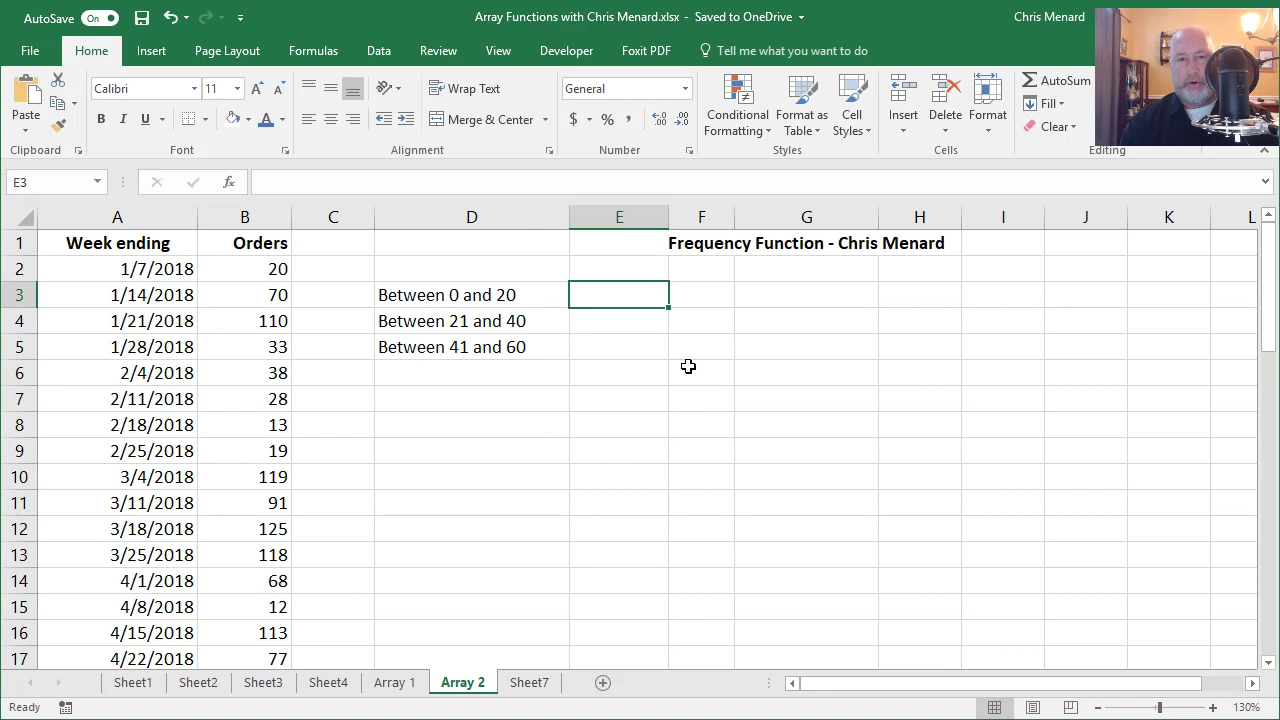 AutoSave On
Array Functions with Chris Menard.xlsx - Saved to OneDrive
Chris Menard
File Home Insert Page Layout Formulas Data Review View Developer Foxit PDF Tell me what you want to do
Paste
Calibri 11
B I U A
Wrap Text
Merge & Center
General
$ % ,
Conditional Formatting
Format as Table
Cell Styles
Insert
Delete
Format
AutoSum
Fill
Clear
Clipboard Font Alignment Number Styles Cells Editing
E3 fx
A B C D E F G H I J K L
1 Week ending Orders Frequency Function - Chris Menard
2 1/7/2018 20
3 1/14/2018 70 Between 0 and 20
4 1/21/2018 110 Between 21 and 40
5 1/28/2018 33 Between 41 and 60
6 2/4/2018 38
7 2/11/2018 28
8 2/18/2018 13
9 2/25/2018 19
10 3/4/2018 119
11 3/11/2018 91
12 3/18/2018 125
13 3/25/2018 118
14 4/1/2018 68
15 4/8/2018 12
16 4/15/2018 113
17 4/22/2018 77
Sheet1 Sheet2 Sheet3 Sheet4 Array 1 Array 2 Sheet7
Ready
130%